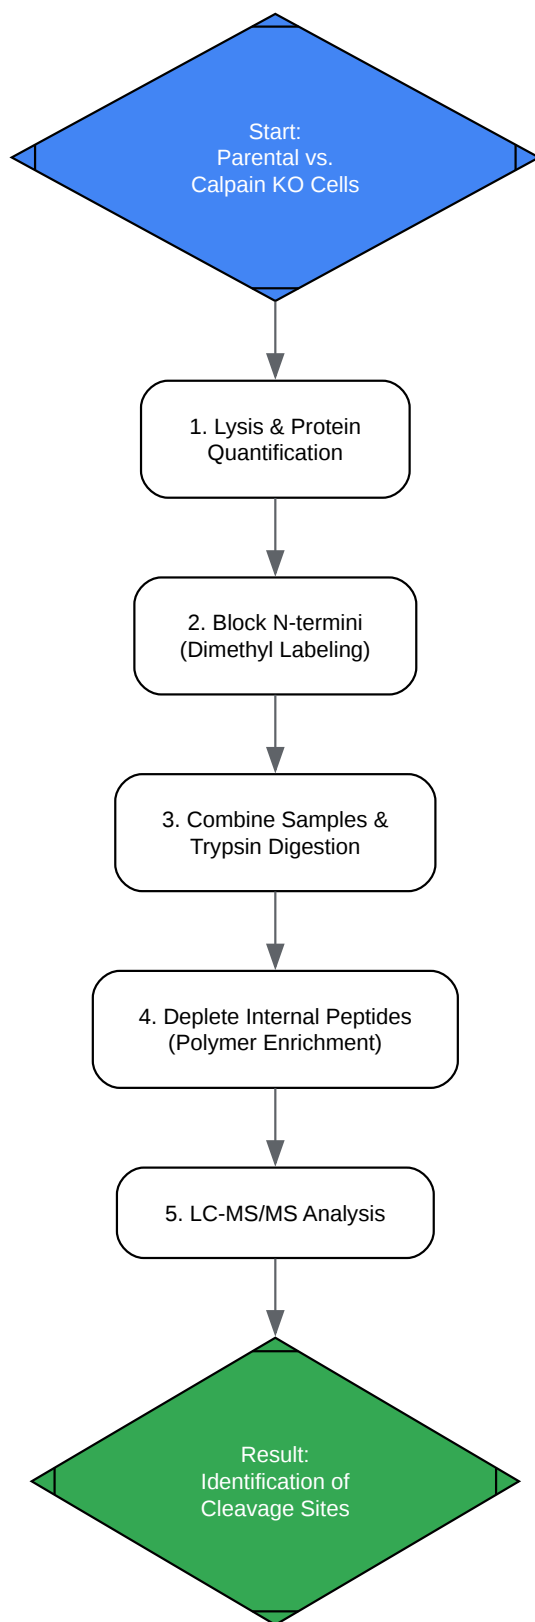 Start:
Parental vs.
Calpain KO Cells
1. Lysis & Protein
Quantification
2. Block N-termini
(Dimethyl Labeling)
3. Combine Samples &
Trypsin Digestion
4. Deplete Internal Peptides
(Polymer Enrichment)
5. LC-MS/MS Analysis
Result:
Identification of
Cleavage Sites